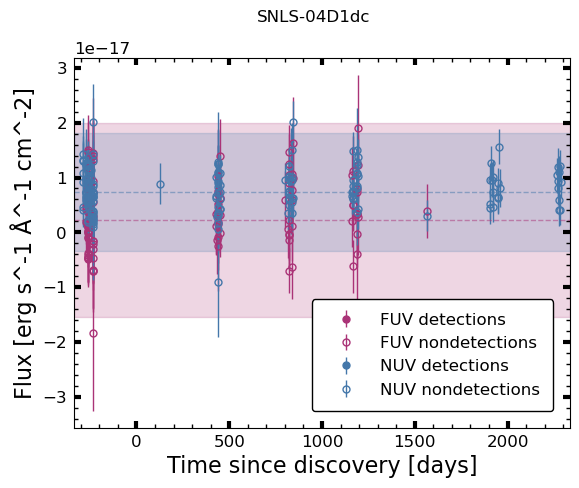 SNLS-04D1dc
1e−17
3
2
1
0
−1
−2
−3
Flux [erg s^-1 Å^-1 cm^-2]
FUV detections
FUV nondetections
NUV detections
NUV nondetections
0 500 1000 1500 2000
Time since discovery [days]